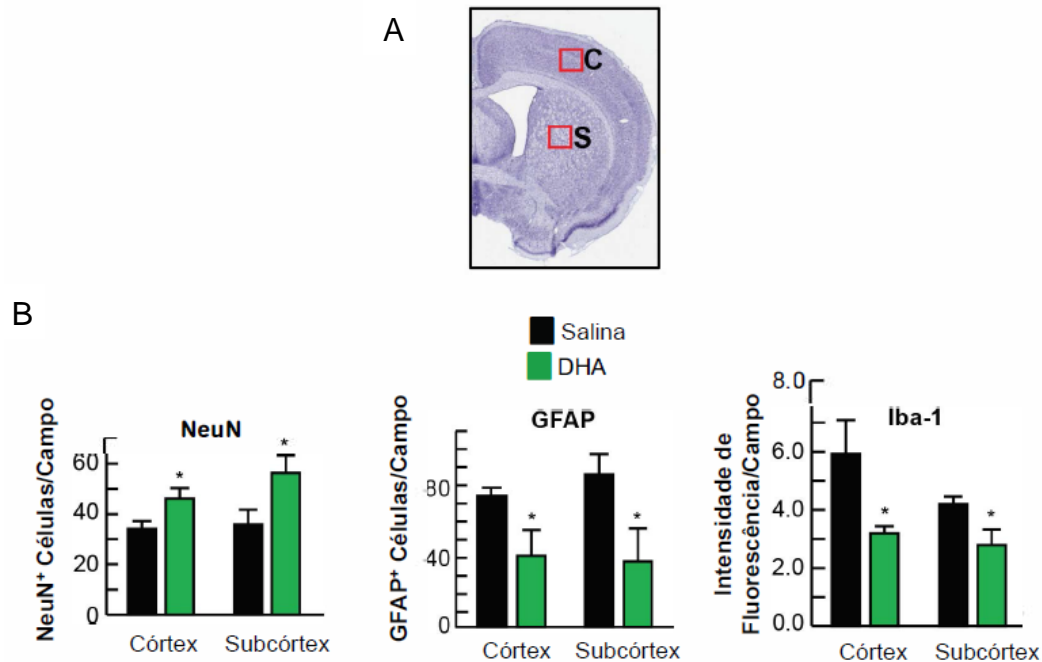 A
C
S
B
Salina
DHA
NeuN
NeuN+ Células/Campo
60
40
20
0
*
*
Córtex
Subcórtex
GFAP
GFAP+ Células/Campo
80
40
0
*
*
Córtex
Subcórtex
Iba-1
Intensidade de
Fluorescência/Campo
8.0
6.0
4.0
2.0
0.0
*
*
Córtex
Subcórtex